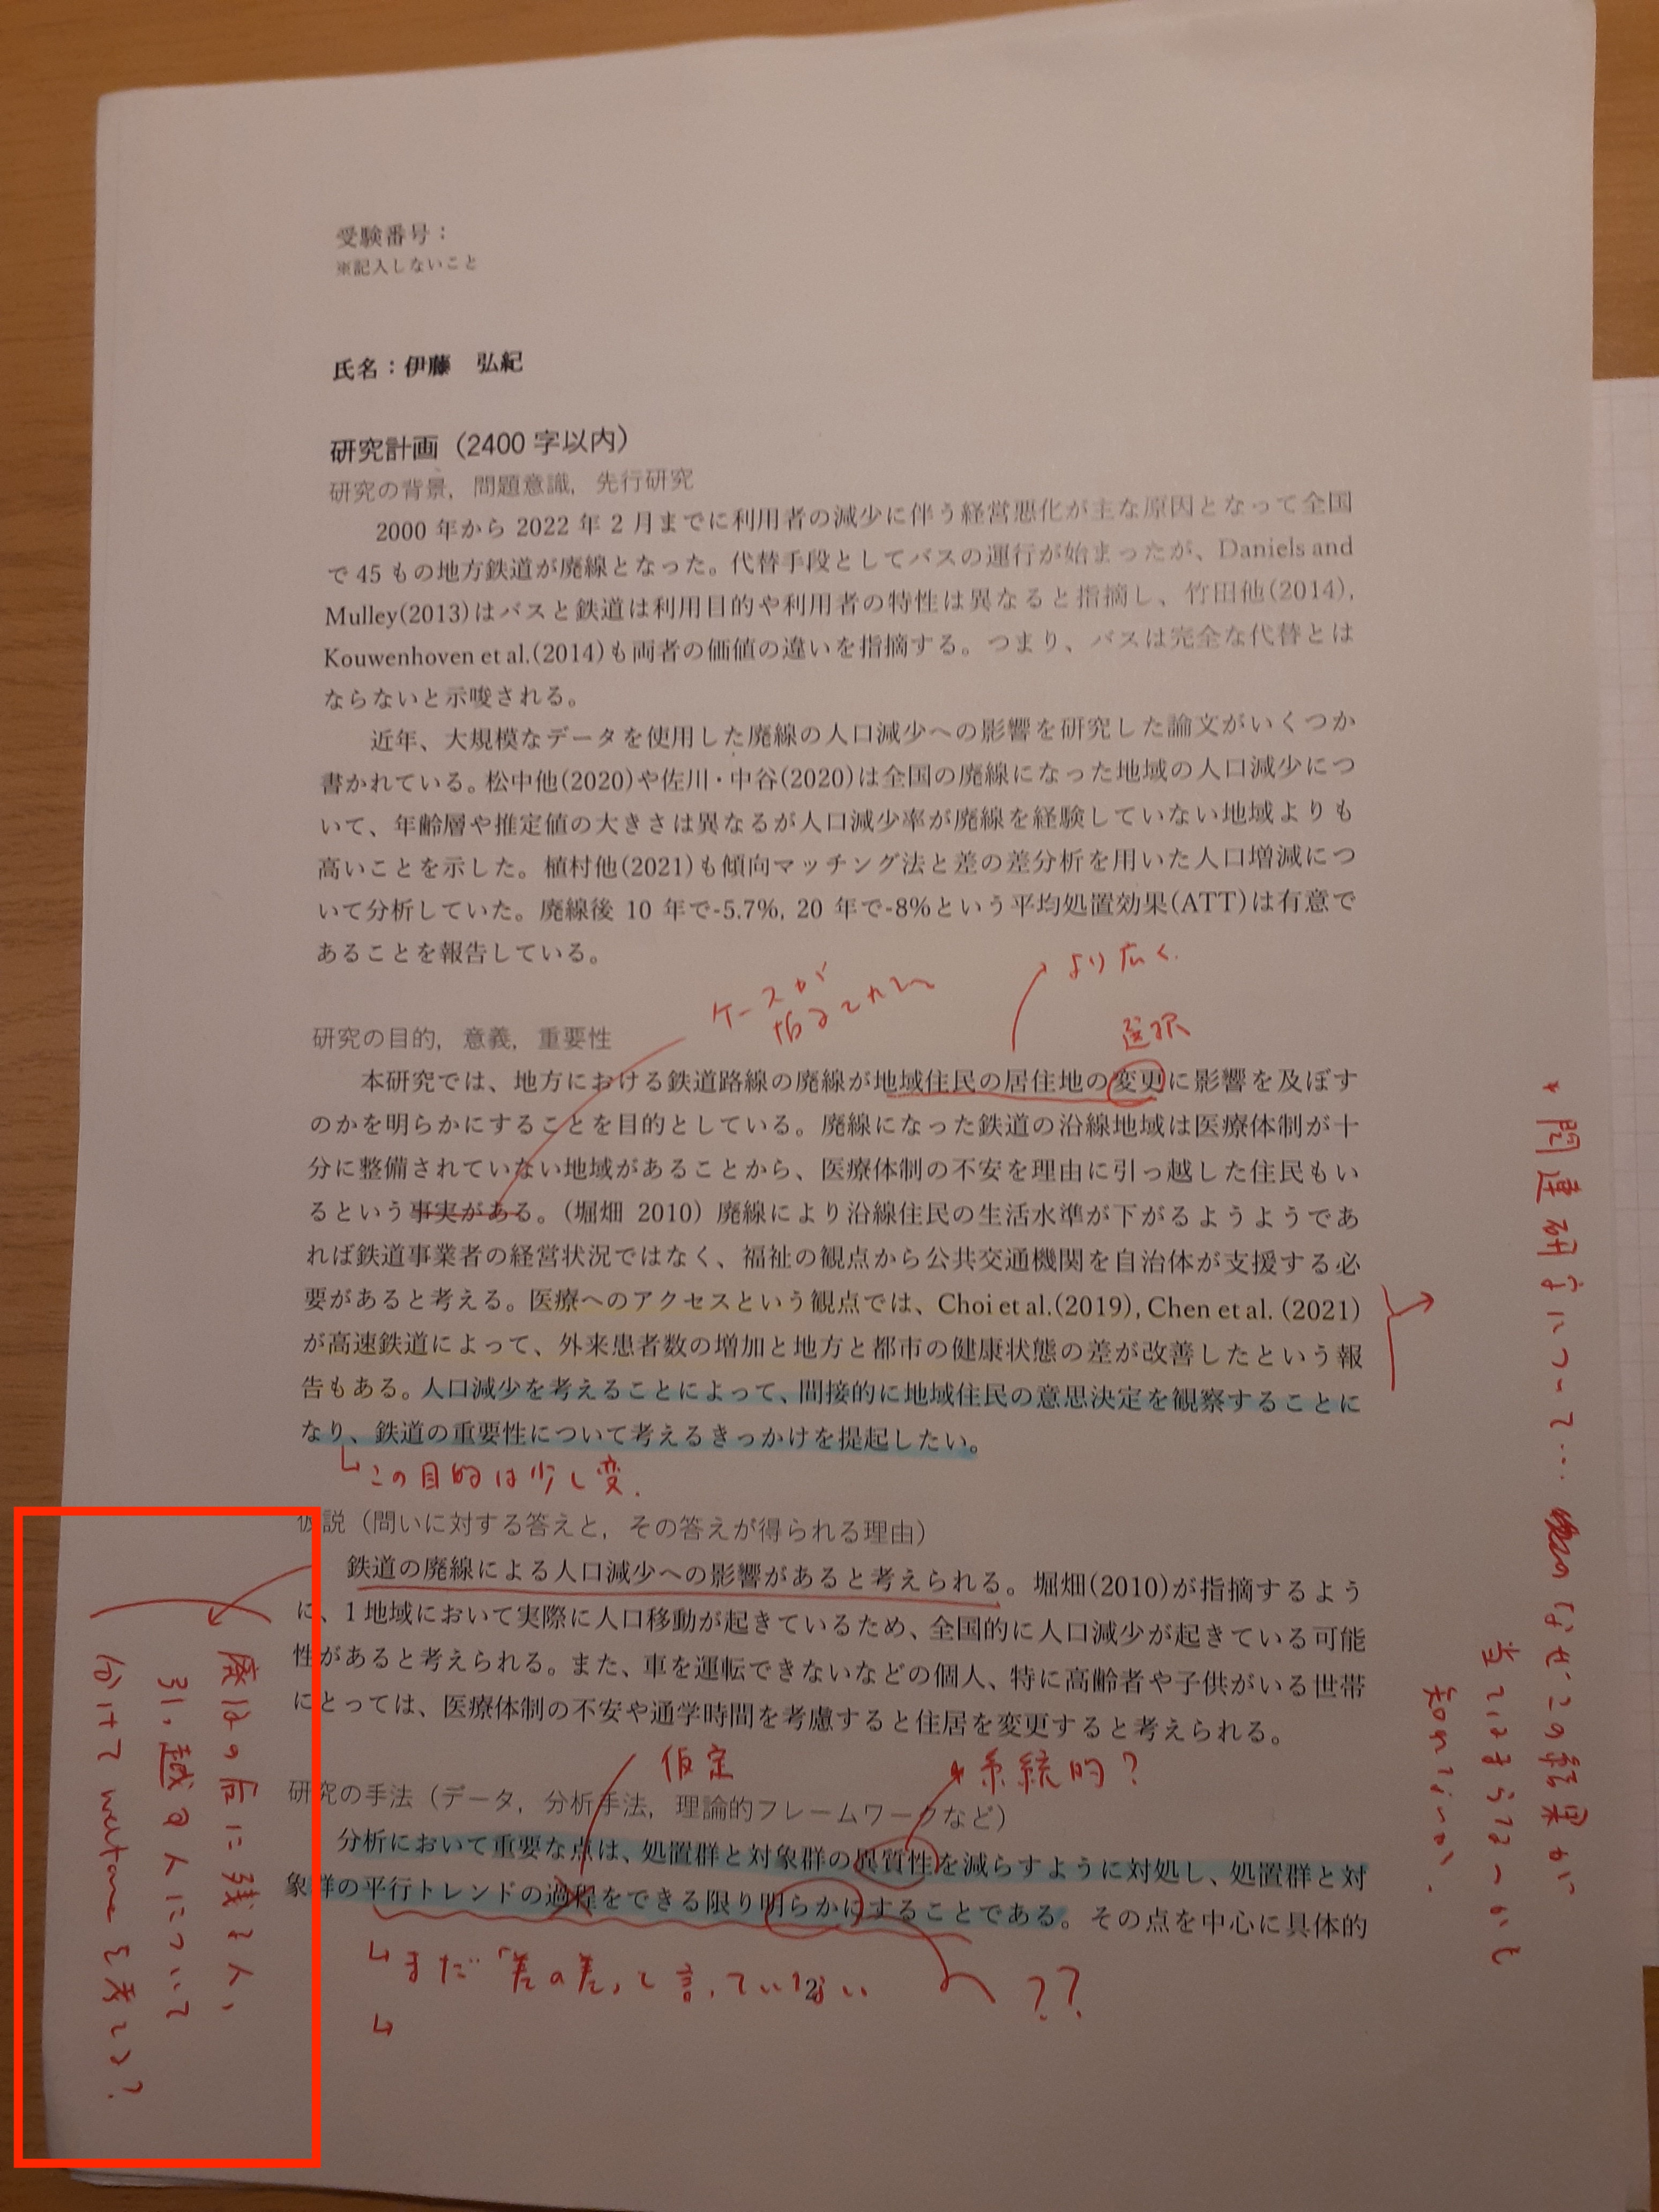 受験番号：
※記入しないこと
氏名：伊藤　弘紀
研究計画（2400 字以内）
研究の背景，問題意識，先行研究
2000 年から 2022 年 2 月までに利用者の減少に伴う経営悪化が主な原因となって全国
で 45 もの地方鉄道が廃線となった。代替手段としてバスの運行が始まったが、Daniels and
Mulley(2013)はバスと鉄道は利用目的や利用者の特性は異なると指摘し、竹田他(2014),
Kouwenhoven et al.(2014)も両者の価値の違いを指摘する。つまり、バスは完全な代替とは
ならないと示唆される。
近年、大規模なデータを使用した廃線の人口減少への影響を研究した論文がいくつか
書かれている。松中他(2020)や佐川・中谷(2020)は全国の廃線になった地域の人口減少につ
いて、年齢層や推定値の大きさは異なるが人口減少率が廃線を経験していない地域よりも
高いことを示した。植村他(2021)も傾向マッチング法と差の差分析を用いた人口増減につ
いて分析していた。廃線後 10 年で-5.7%, 20 年で-8%という平均処置効果(ATT)は有意で
あることを報告している。
ケースが
より広く
選択
研究の目的，意義，重要性
本研究では、地方における鉄道路線の廃線が地域住民の居住地の変更に影響を及ぼす
のかを明らかにすることを目的としている。廃線になった鉄道の沿線地域は医療体制が十
分に整備されていない地域があることから、医療体制の不安を理由に引っ越した住民もい
るという事実がある。（堀畑 2010）廃線により沿線住民の生活水準が下がるようようであ
れば鉄道事業者の経営状況ではなく、福祉の観点から公共交通機関を自治体が支援する必
要があると考える。医療へのアクセスという観点では、Choi et al.(2019), Chen et al. (2021)
が高速鉄道によって、外来患者数の増加と地方と都市の健康状態の差が改善したという報
告もある。人口減少を考えることによって、間接的に地域住民の意思決定を観察することに
なり、鉄道の重要性について考えるきっかけを提起したい。
この目的は少し変.
*関連研究について… なぜこの結果が
当てはまらないかも
知れないのか.
仮説（問いに対する答えと，その答えが得られる理由）
鉄道の廃線による人口減少への影響があると考えられる。堀畑(2010)が指摘するよう
に、1 地域において実際に人口移動が起きているため、全国的に人口減少が起きている可能
性があると考えられる。また、車を運転できないなどの個人、特に高齢者や子供がいる世帯
にとっては、医療体制の不安や通学時間を考慮すると住居を変更すると考えられる。
残る人、
引っ越す人について
分けて welfare を考える?
仮定
系統的?
研究の手法（データ，分析手法，理論的フレームワークなど）
分析において重要な点は、処置群と対象群の異質性を減らすように対処し、処置群と対
象群の平行トレンドの過程をできる限り明らかにすることである。その点を中心に具体的
まだ「差の差」と言っていない
??
2